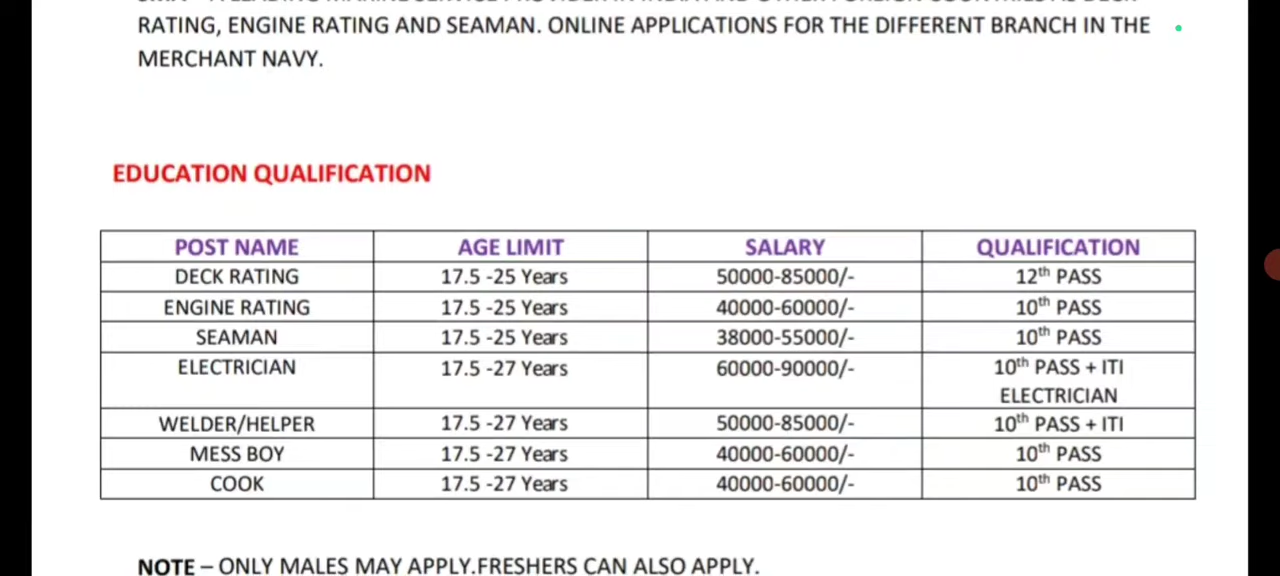 RATING, ENGINE RATING AND SEAMAN. ONLINE APPLICATIONS FOR THE DIFFERENT BRANCH IN THE
MERCHANT NAVY.
EDUCATION QUALIFICATION
POST NAME AGE LIMIT SALARY QUALIFICATION
DECK RATING 17.5 -25 Years 50000-85000/- 12th PASS
ENGINE RATING 17.5 -25 Years 40000-60000/- 10th PASS
SEAMAN 17.5 -25 Years 38000-55000/- 10th PASS
ELECTRICIAN 17.5 -27 Years 60000-90000/- 10th PASS + ITI
ELECTRICIAN
WELDER/HELPER 17.5 -27 Years 50000-85000/- 10th PASS + ITI
MESS BOY 17.5 -27 Years 40000-60000/- 10th PASS
COOK 17.5 -27 Years 40000-60000/- 10th PASS
NOTE – ONLY MALES MAY APPLY.FRESHERS CAN ALSO APPLY.